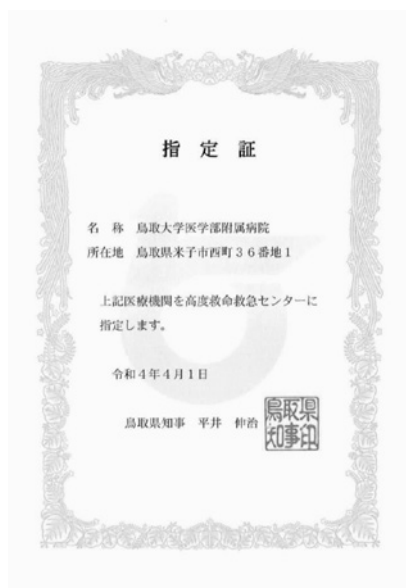 指定証
名 称 鳥取大学医学部附属病院
所在地 鳥取県米子市西町36番地1
上記医療機関を高度救命救急センターに
指定します。
令和4年4月1日
鳥取県知事 平井 伸治
鳥取県
知事印